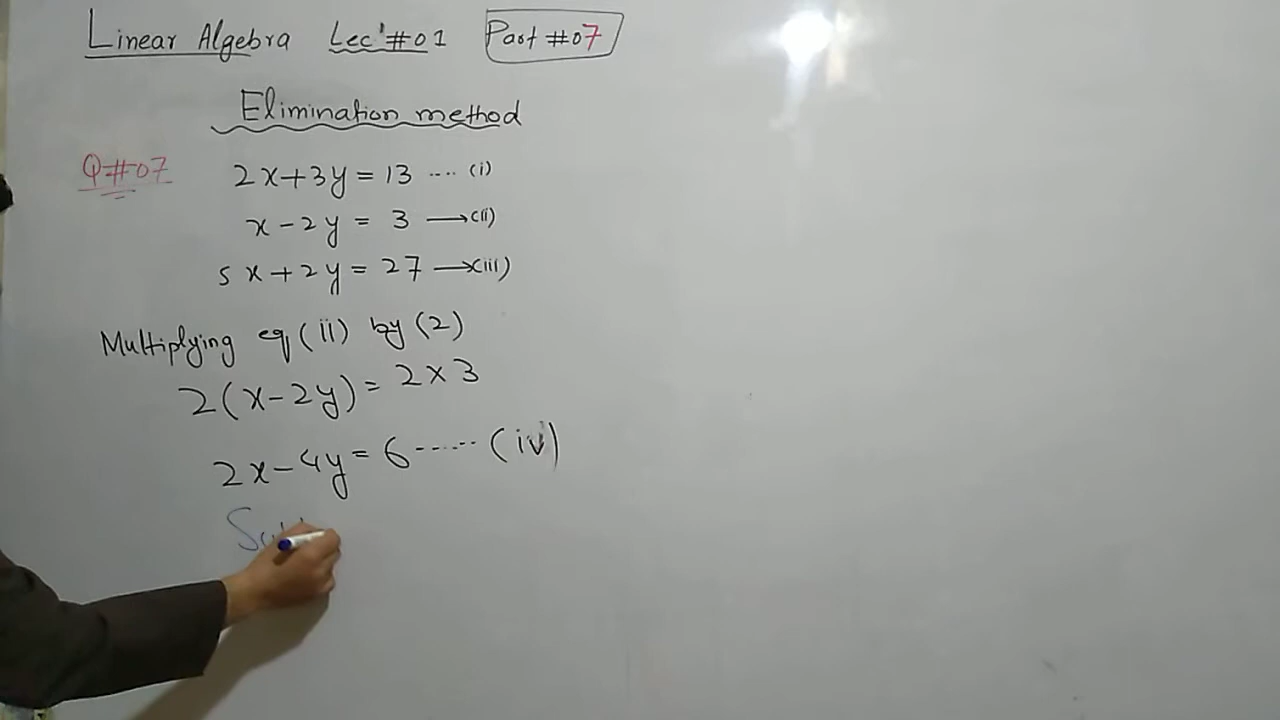 Linear Algebra Lec'#01 Part #07
Elimination method
Q#07 2x+3y=13 .... (i)
x-2y= 3 →(ii)
5x+2y=27 →(iii)
Multiplying eq(ii) by (2)
2(x-2y)= 2×3
2x-4y=6 ...... (iv)